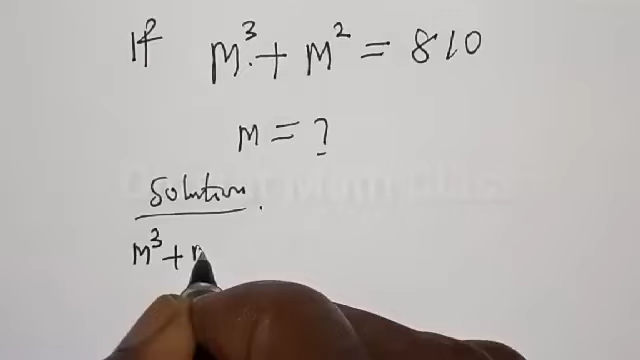 If m³ + m² = 810
m = ?
Solution
m³ +